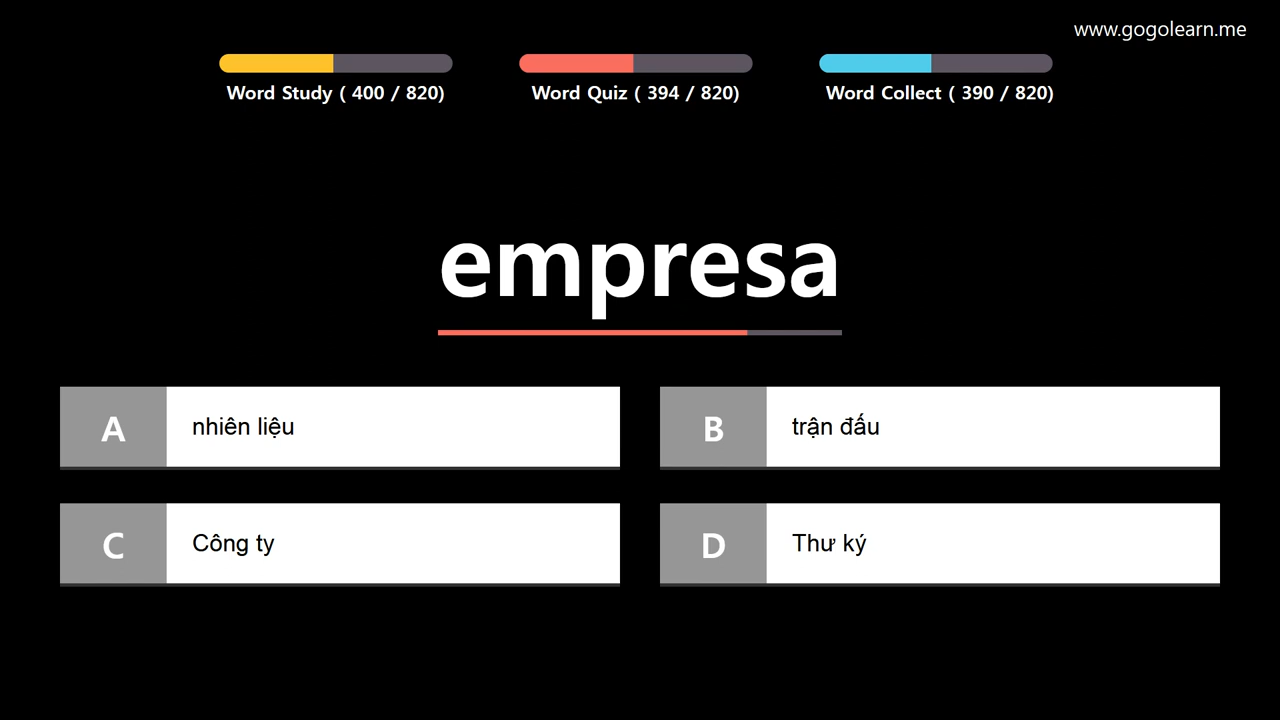 www.gogolearn.me
Word Study ( 400 / 820)
Word Quiz ( 394 / 820)
Word Collect ( 390 / 820)
empresa
A
nhiên liệu
B
trận đấu
C
Công ty
D
Thư ký